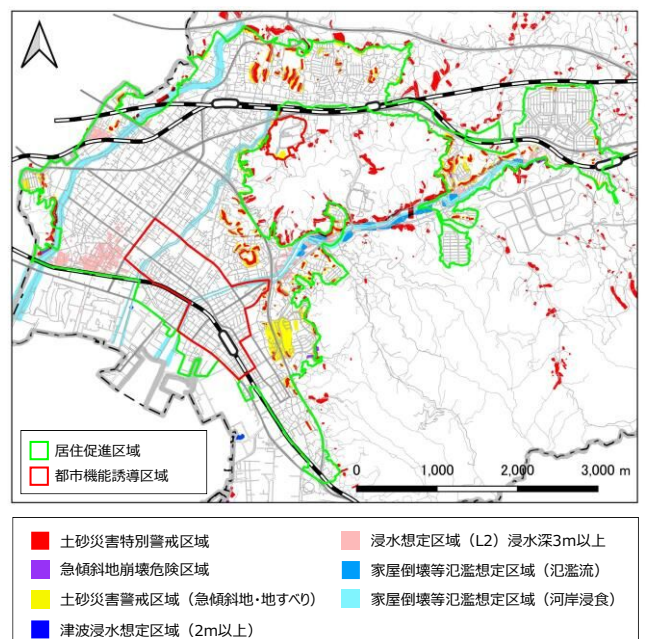 居住促進区域
都市機能誘導区域
0 1,000 2,000 3,000 m
土砂災害特別警戒区域
急傾斜地崩壊危険区域
土砂災害警戒区域（急傾斜地・地すべり）
津波浸水想定区域（2m以上）
浸水想定区域（L2）浸水深3m以上
家屋倒壊等氾濫想定区域（氾濫流）
家屋倒壊等氾濫想定区域（河岸浸食）